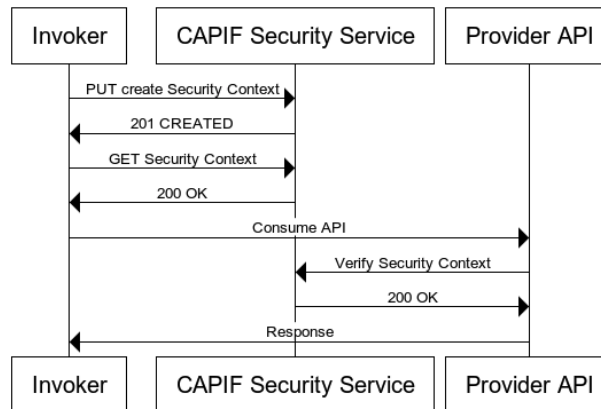 Invoker
CAPIF Security Service
Provider API
PUT create Security Context
201 CREATED
GET Security Context
200 OK
Consume API
Verify Security Context
200 OK
Response
Invoker
CAPIF Security Service
Provider API